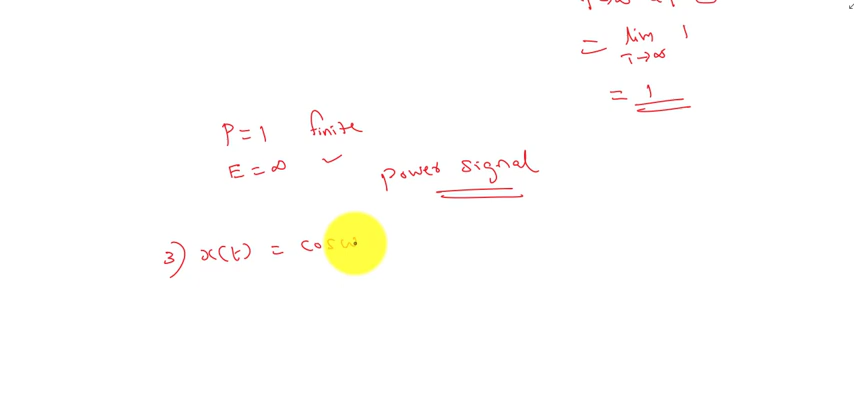 = lim 1
T→∞
= 1
P=1 finite
E=∞ ✓
Power signal
3) x(t) = cos w